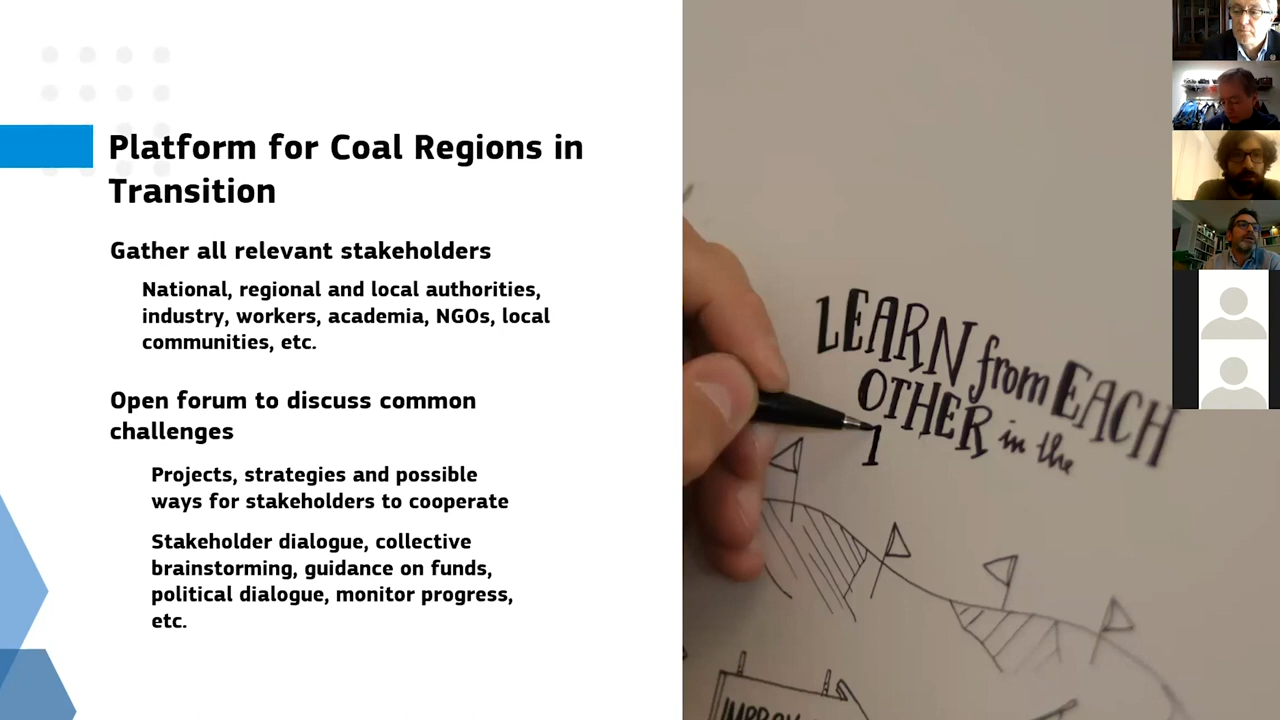 Platform for Coal Regions in
Transition
Gather all relevant stakeholders
National, regional and local authorities,
industry, workers, academia, NGOs, local
communities, etc.
Open forum to discuss common
challenges
Projects, strategies and possible
ways for stakeholders to cooperate
Stakeholder dialogue, collective
brainstorming, guidance on funds,
political dialogue, monitor progress,
etc.
LEARN from EACH
OTHER in the
1